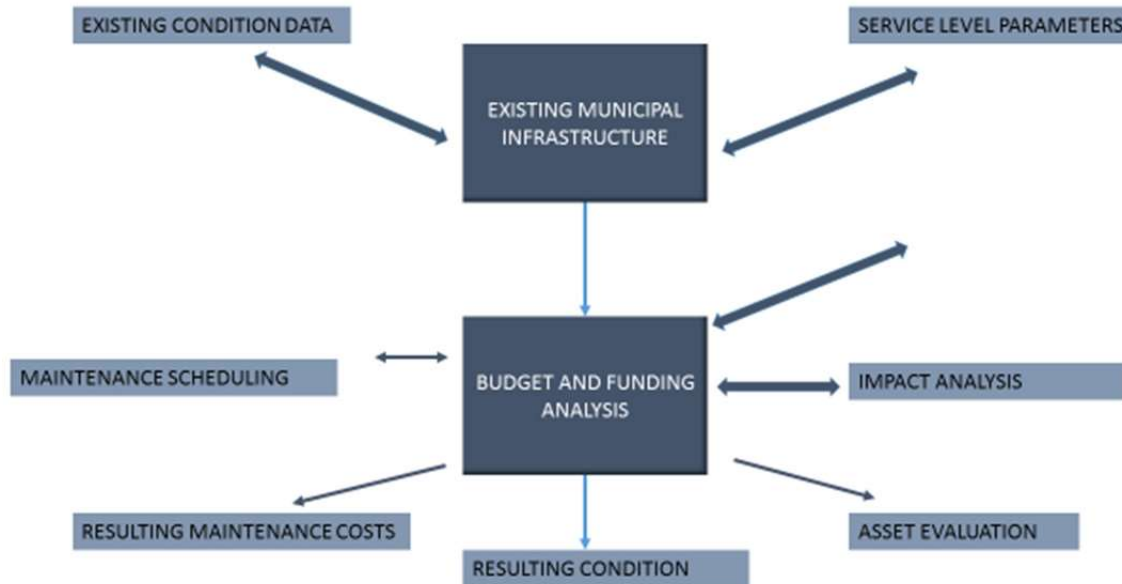 EXISTING CONDITION DATA
SERVICE LEVEL PARAMETERS
EXISTING MUNICIPAL
INFRASTRUCTURE
MAINTENANCE SCHEDULING
BUDGET AND FUNDING
ANALYSIS
IMPACT ANALYSIS
RESULTING MAINTENANCE COSTS
ASSET EVALUATION
RESULTING CONDITION